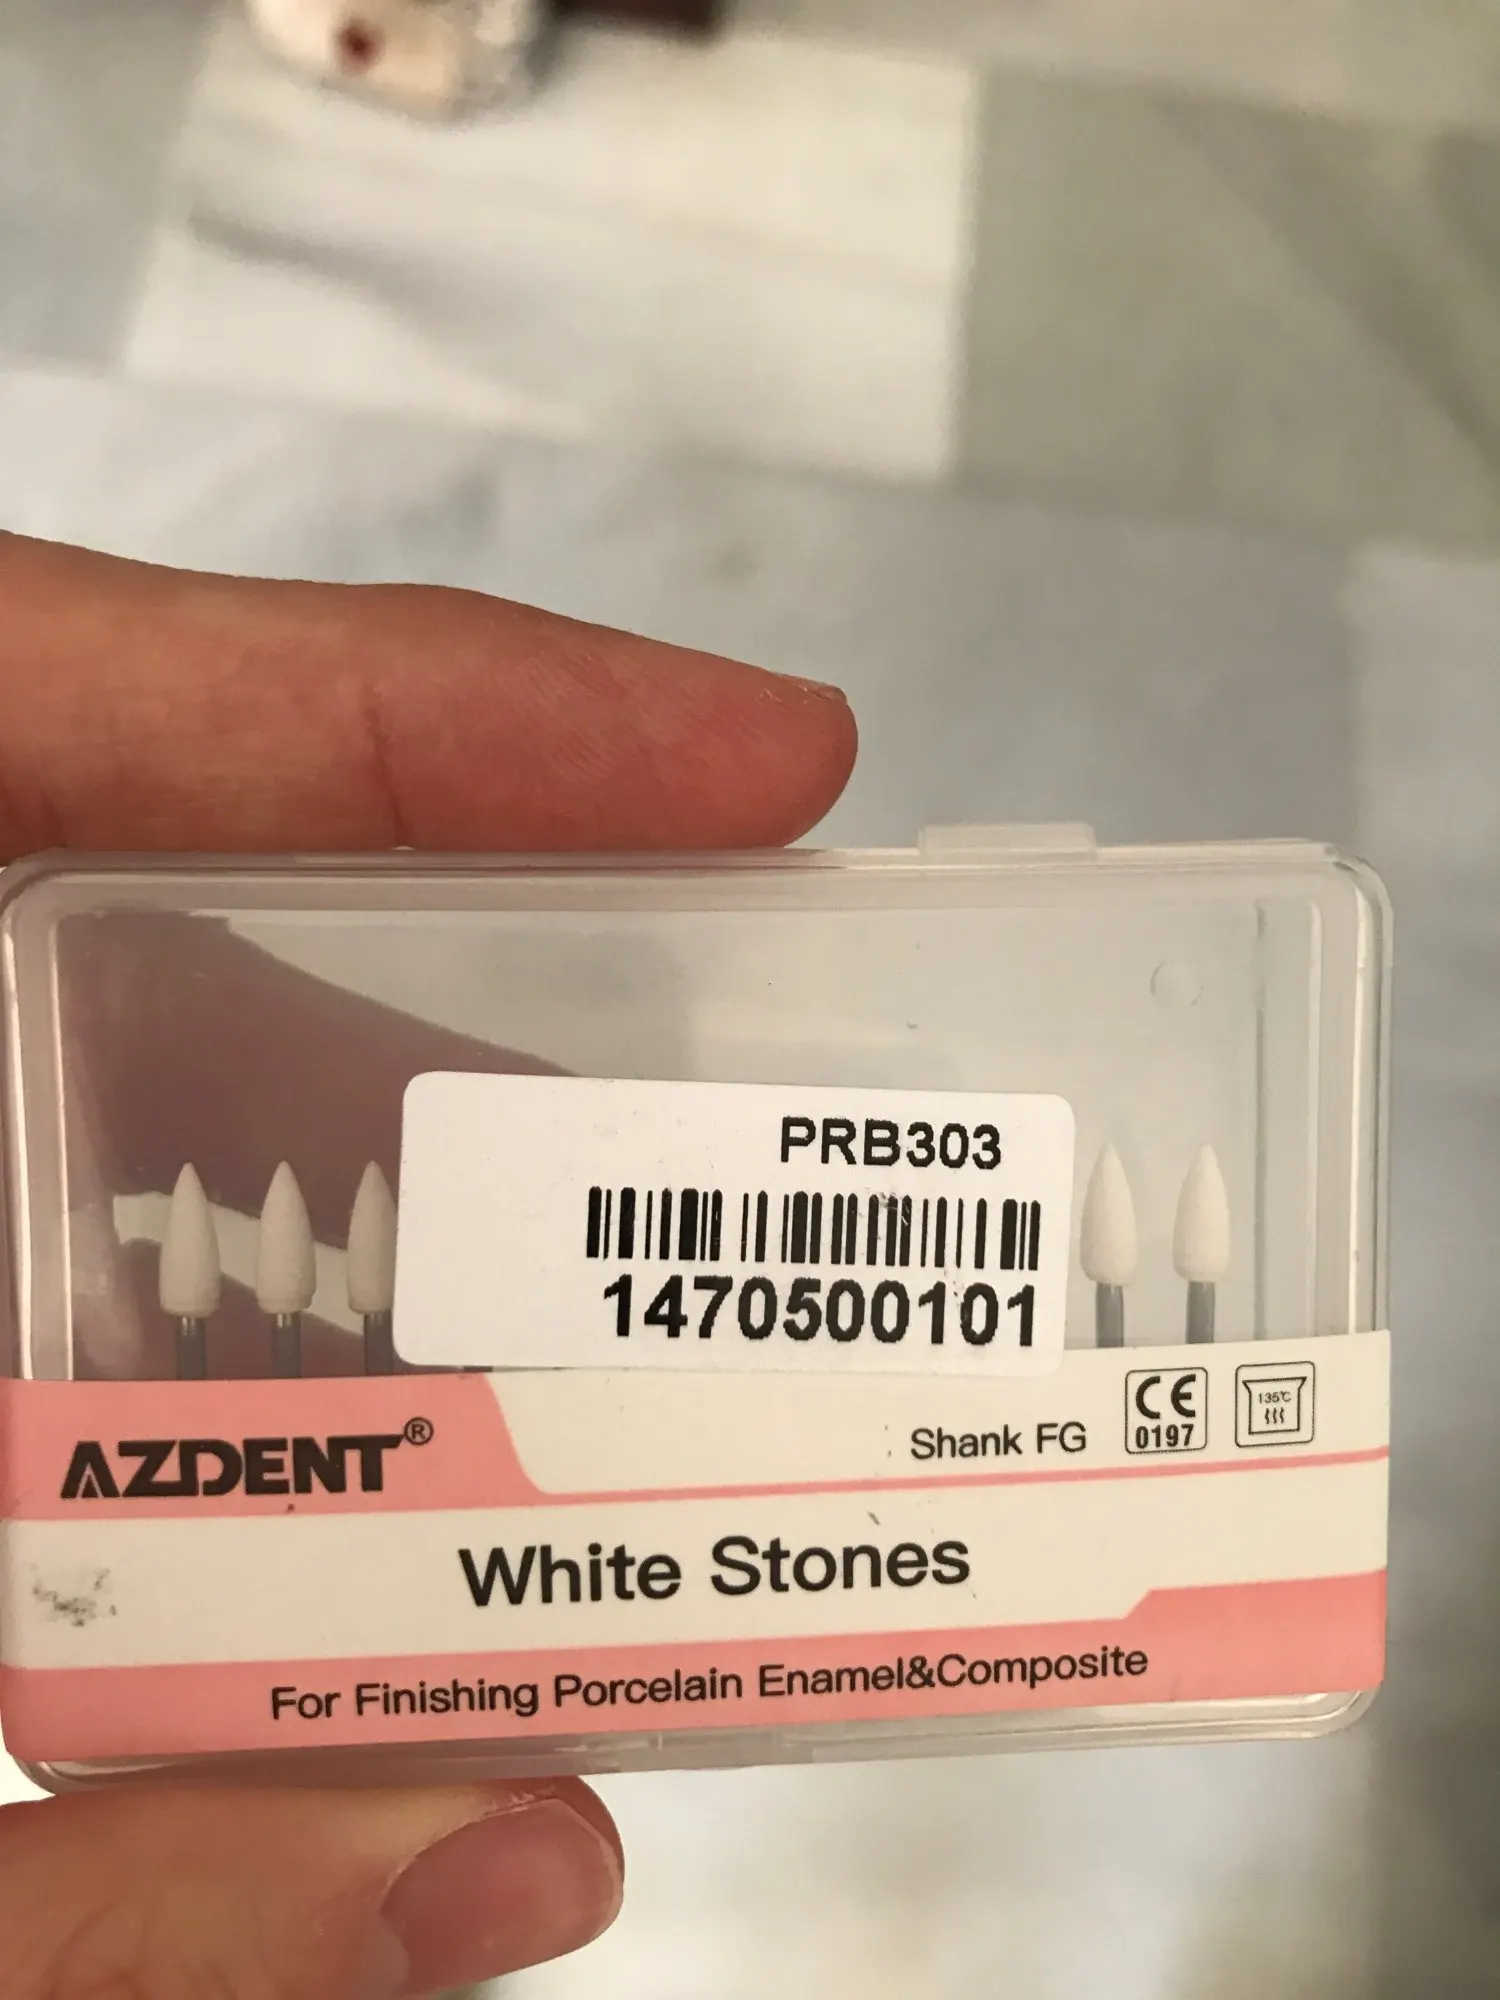 PRB303
1470500101
AZDENT®
Shank FG
CE
0197
135℃
White Stones
For Finishing Porcelain Enamel&Composite